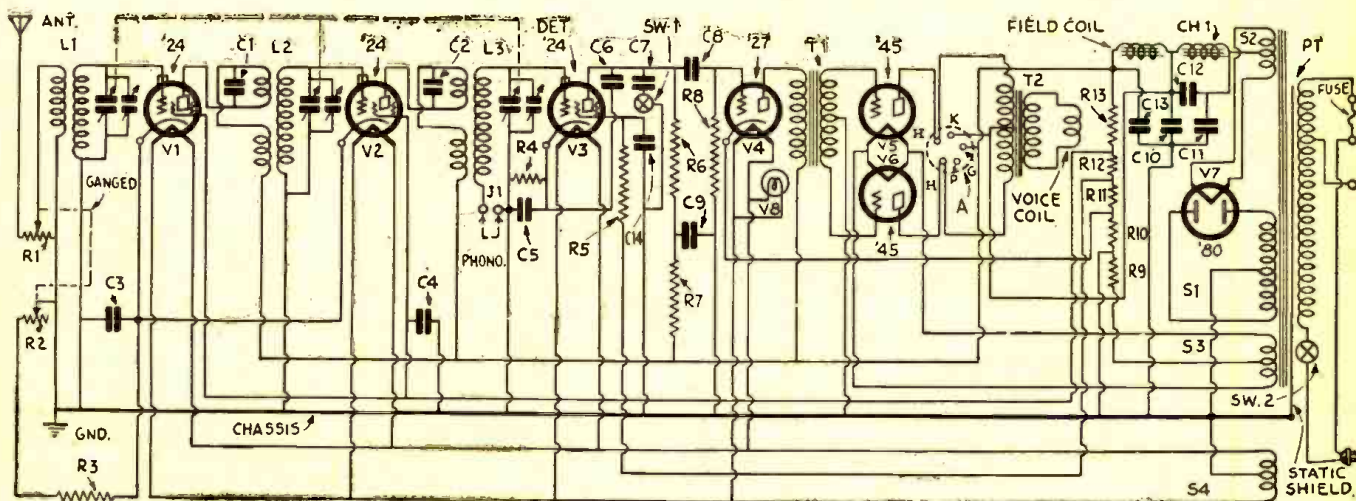 ANT.
L1
'24
C1
L2
'24
C2
L3
DET.
'24
C6
C7
SW-1
C8
'27
T1
'45
FIELD COIL
CH 1
S2
PT
FUSE
T2
C12
R13
C13
R8
V1
V2
R4
V3
R6
V4
V5
V6
H
K
G
P
H
A
VOICE COIL
R12
R11
C10
C11
V7
GANGED
J1
PHONO.
C5
R5
C14
C9
V8
'45
R10
'80
R1
C3
C4
R7
R9
S1
R2
S3
SW.2
CHASSIS
GND.
R3
S4
STATIC
SHIELD